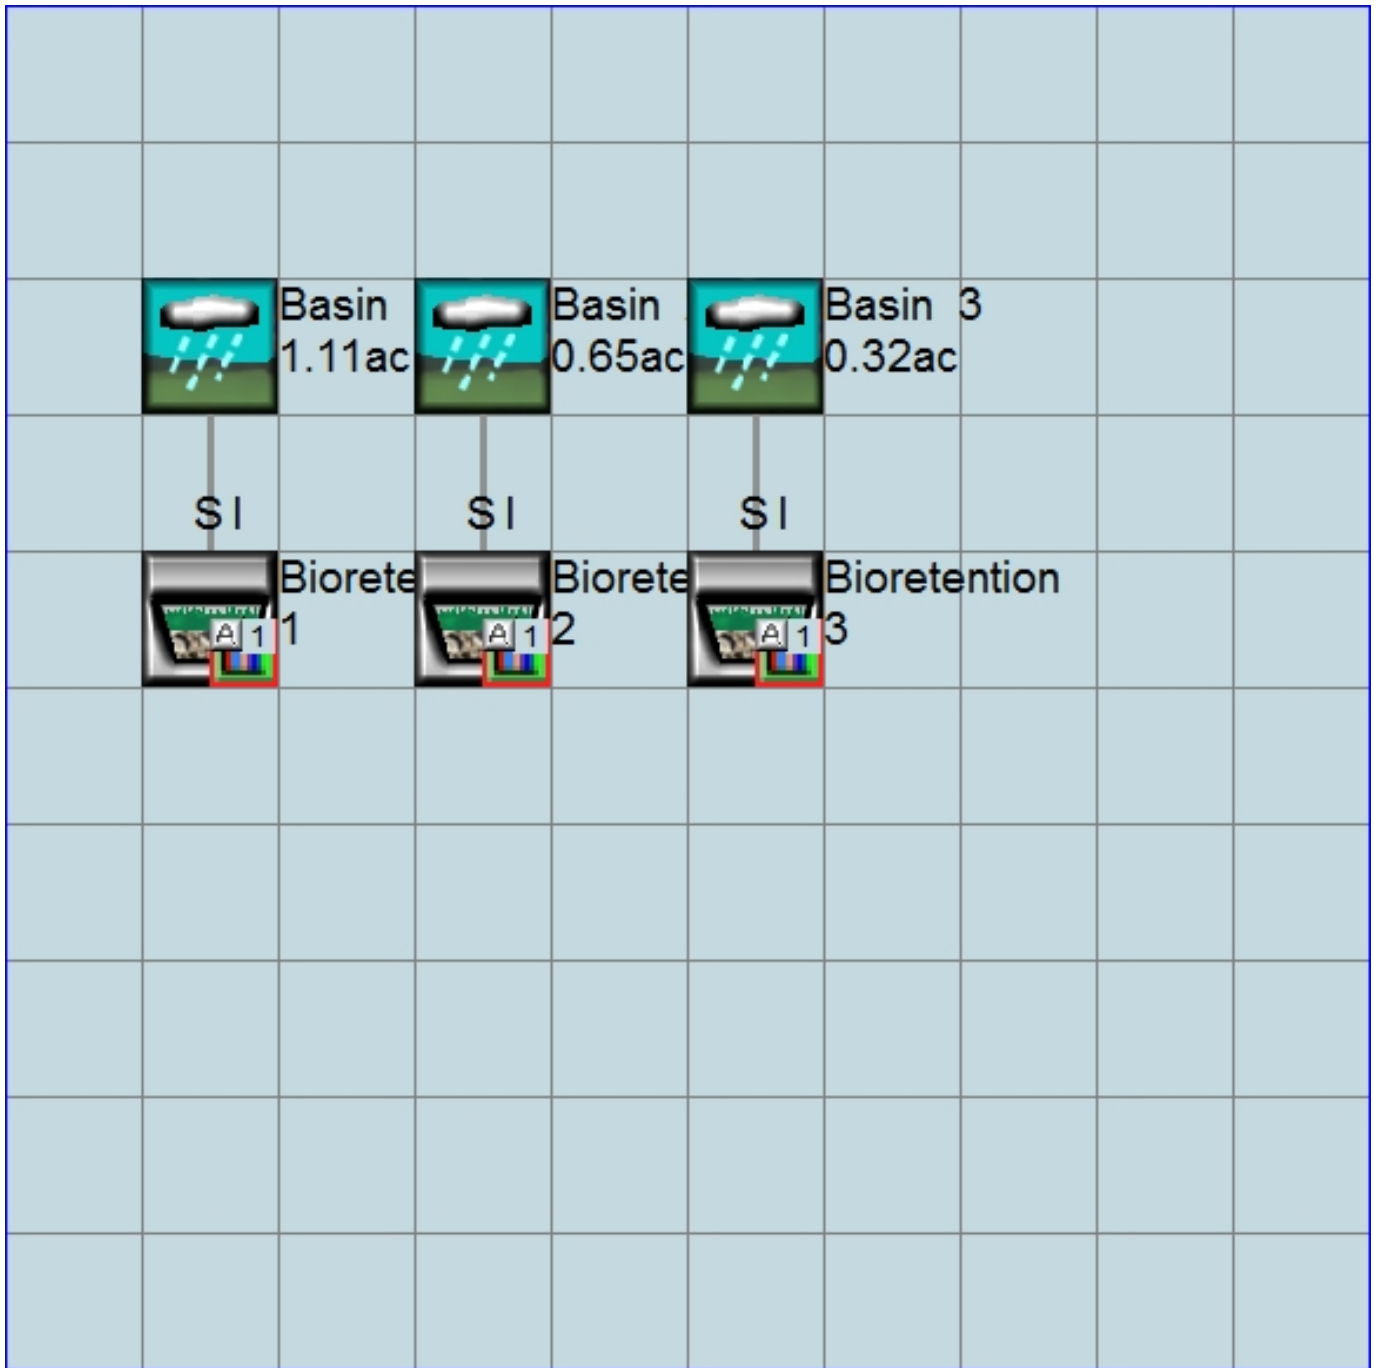 Basin
1.11ac
Basin
0.65ac
Basin 3
0.32ac
S I
S I
S I
Biorete
1
A 1
Biorete
2
A 1
Bioretention
3
A 1